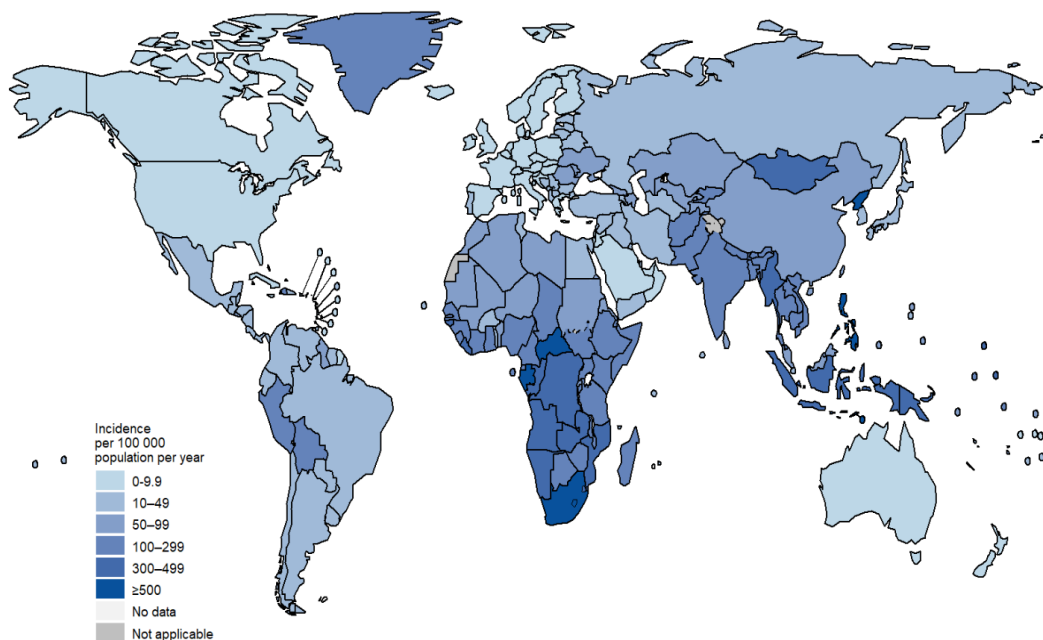 Incidence
per 100 000
population per year
0-9.9
10–49
50–99
100–299
300–499
≥500
No data
Not applicable